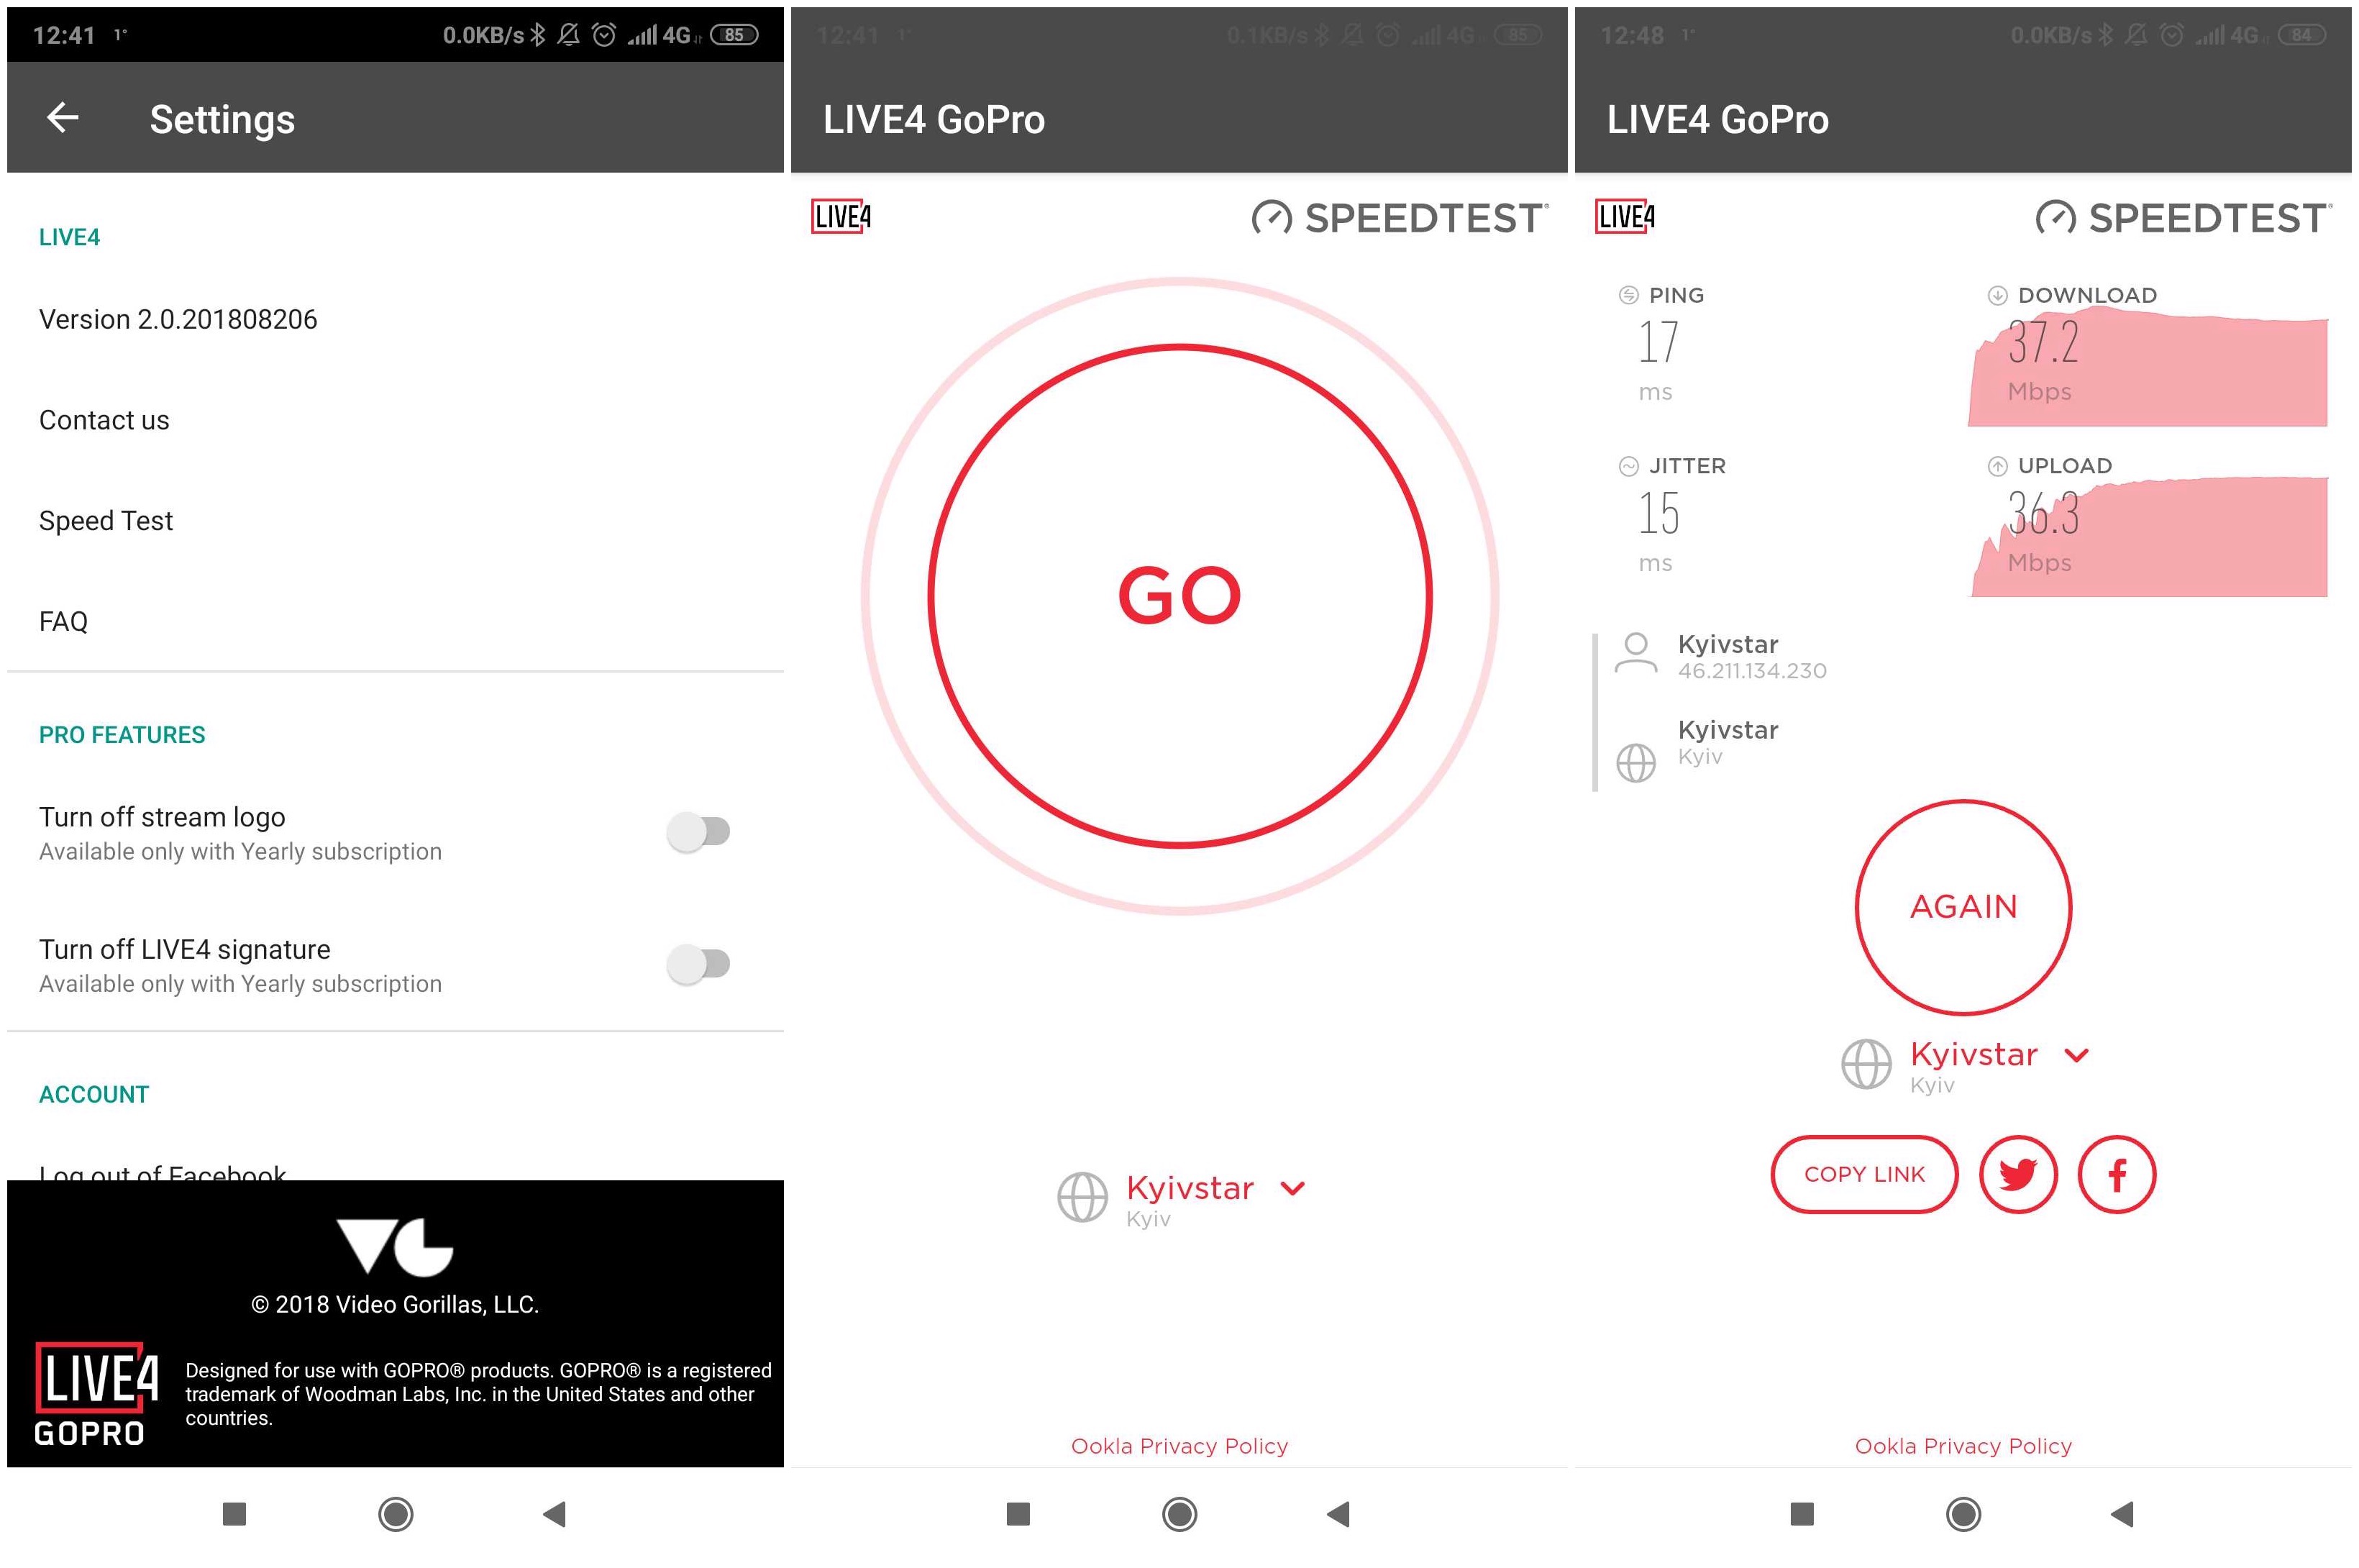 12:41 1° 0.0KB/s 4G 85
Settings
LIVE4
Version 2.0.201808206
Contact us
Speed Test
FAQ
PRO FEATURES
Turn off stream logo
Available only with Yearly subscription
Turn off LIVE4 signature
Available only with Yearly subscription
ACCOUNT
Log out of Facebook
VG
© 2018 Video Gorillas, LLC.
LIVE4
GOPRO
Designed for use with GOPRO® products. GOPRO® is a registered
trademark of Woodman Labs, Inc. in the United States and other
countries.
12:41 1° 0.1KB/s 4G 85
LIVE4 GoPro
LIVE4
SPEEDTEST®
GO
Kyivstar
Kyiv
Ookla Privacy Policy
12:48 1° 0.0KB/s 4G 84
LIVE4 GoPro
LIVE4
SPEEDTEST®
PING
17
ms
DOWNLOAD
37.2
Mbps
JITTER
15
ms
UPLOAD
36.3
Mbps
Kyivstar
46.211.134.230
Kyivstar
Kyiv
AGAIN
Kyivstar
Kyiv
COPY LINK
Ookla Privacy Policy